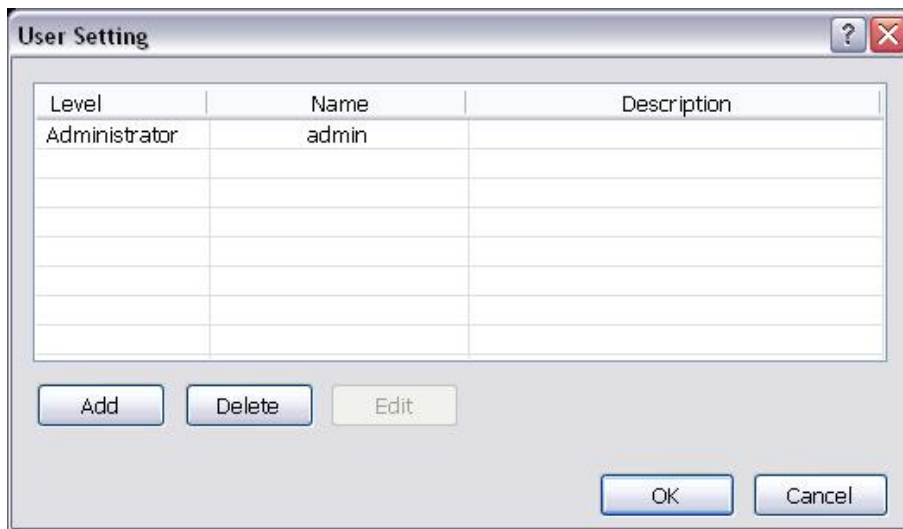 User Setting
Level Name Description
Administrator admin
Add Delete Edit
OK Cancel